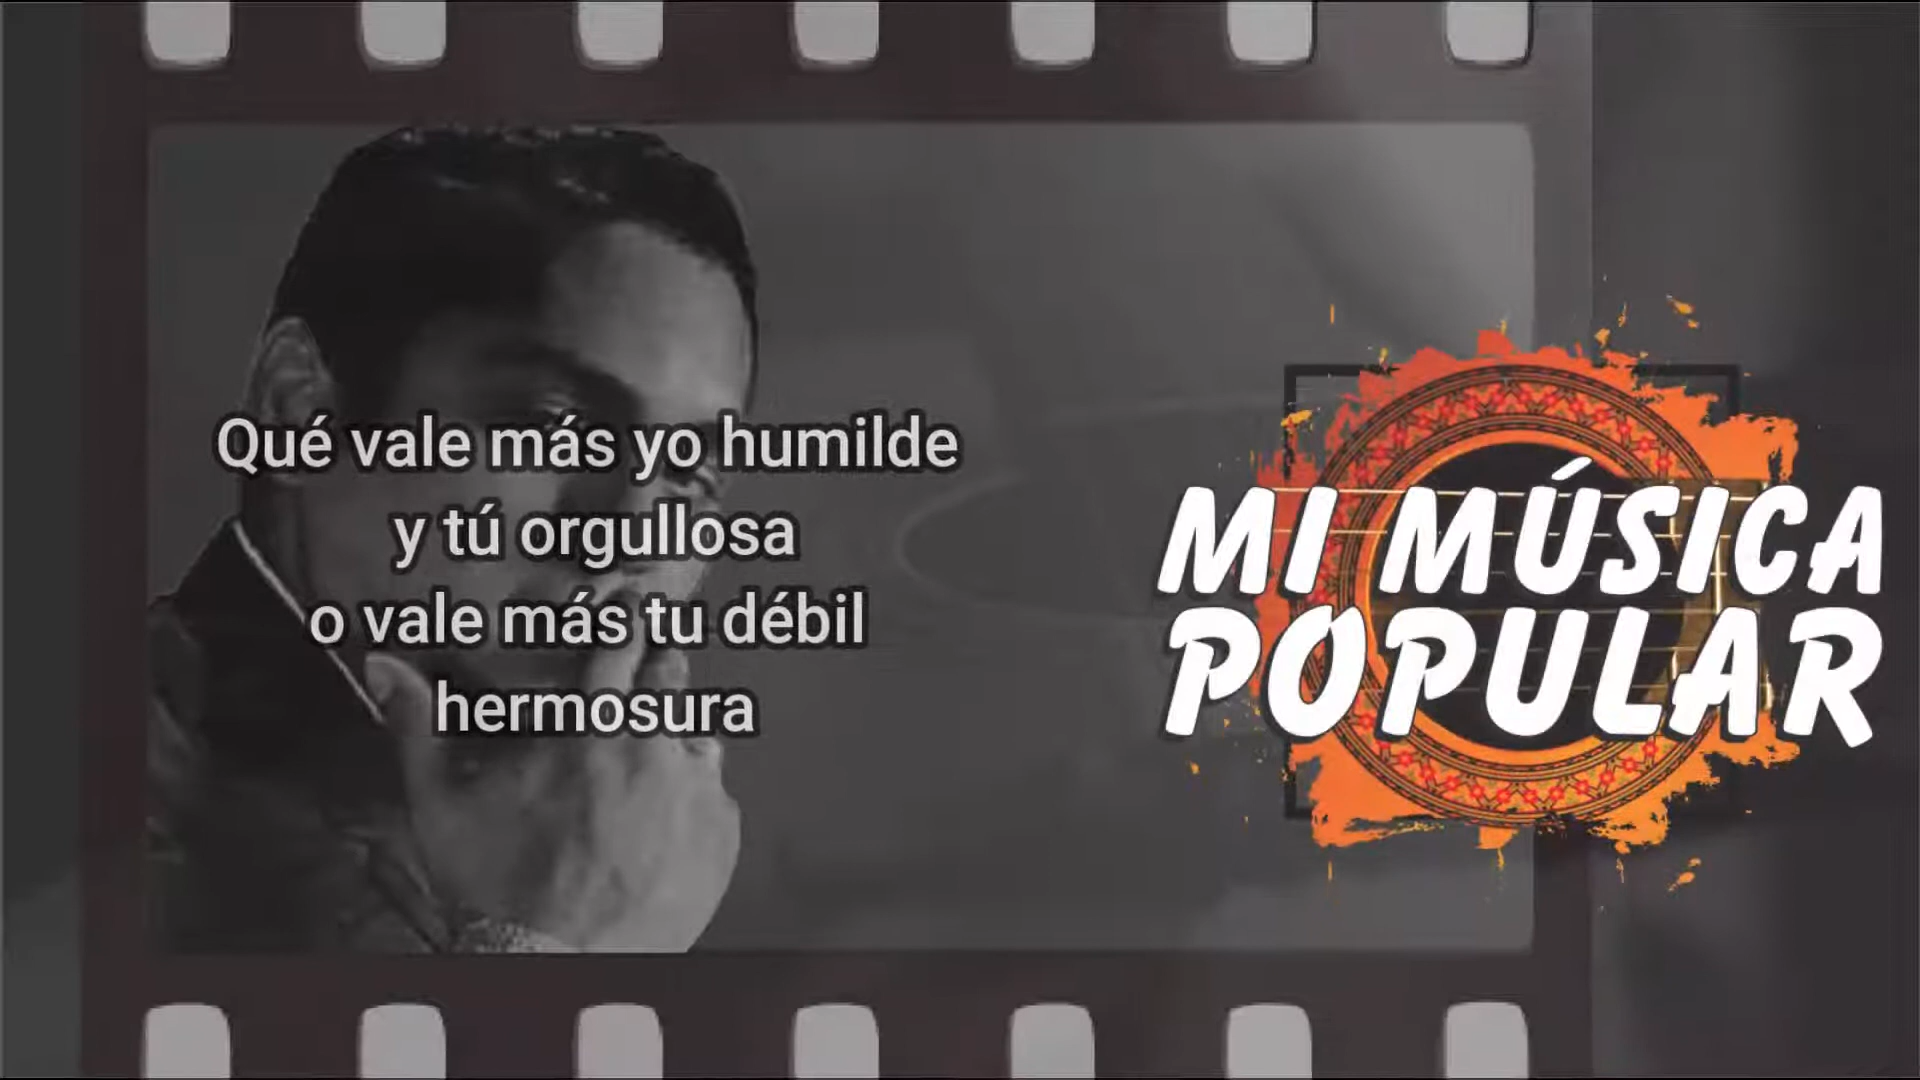 Qué vale más yo humilde
y tú orgullosa
o vale más tu débil
hermosura
MI MÚSICA
POPULAR